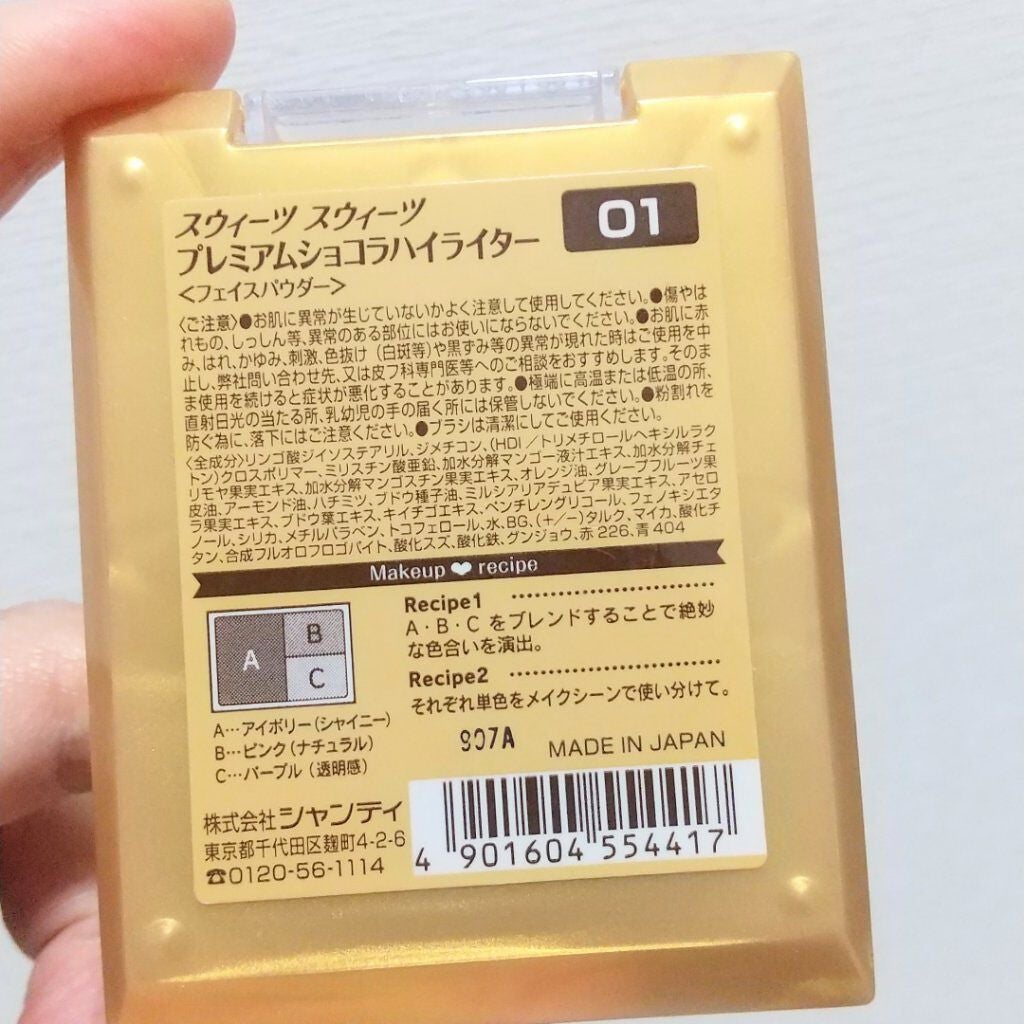 スウィーツ スウィーツ
プレミアムショコラハイライター
01
<フェイスパウダー>
〈ご注意〉●お肌に異常が生じていないかよく注意して使用してください。●傷やは
れもの、しっしん等、異常のある部位にはお使いにならないでください。●お肌に赤
み、はれ、かゆみ、刺激、色抜け（白斑等）や黒ずみ等の異常が現れた時はご使用を中
止し、弊社問い合わせ先、又は皮フ科専門医等へのご相談をおすすめします。そのま
ま使用を続けると症状が悪化することがあります。●極端に高温または低温の所、
直射日光の当たる所、乳幼児の手の届く所には保管しないでください。●粉割れを
防ぐ為に、落下にはご注意ください。●ブラシは清潔にしてご使用ください。
〈全成分〉リンゴ酸ジイソステアリル、ジメチコン、（HDI／トリメチロールヘキシルラク
トン）クロスポリマー、ミリスチン酸亜鉛、加水分解マンゴー液汁エキス、加水分解チェ
リモヤ果実エキス、加水分解マンゴスチン果実エキス、オレンジ油、グレープフルーツ果
皮油、アーモンド油、ハチミツ、ブドウ種子油、ミルシアリアデュビア果実エキス、アセロ
ラ果実エキス、ブドウ葉エキス、キイチゴエキス、ペンチレングリコール、フェノキシエタ
ノール、シリカ、メチルパラベン、トコフェロール、水、BG、（+/−）タルク、マイカ、酸化チ
タン、合成フルオロフロゴパイト、酸化スズ、酸化鉄、グンジョウ、赤226、青404
Makeup ❤ recipe
A
B
C
A…アイボリー（シャイニー）
B…ピンク（ナチュラル）
C…パープル（透明感）
Recipe1
A・B・C をブレンドすることで絶妙
な色合いを演出。
Recipe2
それぞれ単色をメイクシーンで使い分けて。
907A
MADE IN JAPAN
株式会社シャンティ
東京都千代田区麹町4-2-6
☎0120-56-1114
4 901604 554417